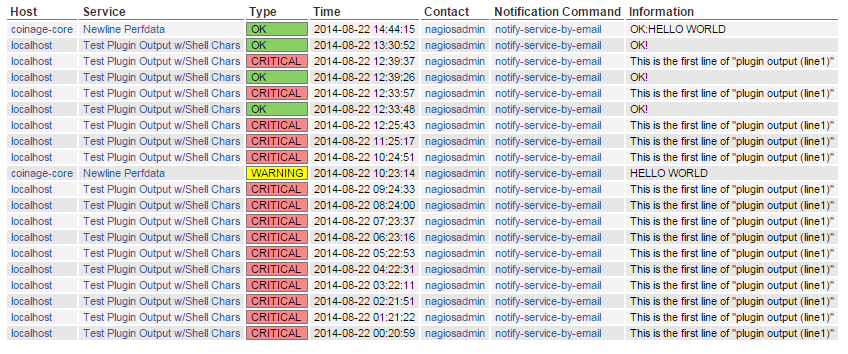 Host Service Type Time Contact Notification Command Information
coinage-core Newline Perfdata OK 2014-08-22 14:44:15 nagiosadmin notify-service-by-email OK:HELLO WORLD
localhost Test Plugin Output w/Shell Chars OK 2014-08-22 13:30:52 nagiosadmin notify-service-by-email OK!
localhost Test Plugin Output w/Shell Chars CRITICAL 2014-08-22 12:39:37 nagiosadmin notify-service-by-email This is the first line of "plugin output (line1)"
localhost Test Plugin Output w/Shell Chars OK 2014-08-22 12:39:26 nagiosadmin notify-service-by-email OK!
localhost Test Plugin Output w/Shell Chars CRITICAL 2014-08-22 12:33:57 nagiosadmin notify-service-by-email This is the first line of "plugin output (line1)"
localhost Test Plugin Output w/Shell Chars OK 2014-08-22 12:33:48 nagiosadmin notify-service-by-email OK!
localhost Test Plugin Output w/Shell Chars CRITICAL 2014-08-22 12:25:43 nagiosadmin notify-service-by-email This is the first line of "plugin output (line1)"
localhost Test Plugin Output w/Shell Chars CRITICAL 2014-08-22 11:25:17 nagiosadmin notify-service-by-email This is the first line of "plugin output (line1)"
localhost Test Plugin Output w/Shell Chars CRITICAL 2014-08-22 10:24:51 nagiosadmin notify-service-by-email This is the first line of "plugin output (line1)"
coinage-core Newline Perfdata WARNING 2014-08-22 10:23:14 nagiosadmin notify-service-by-email HELLO WORLD
localhost Test Plugin Output w/Shell Chars CRITICAL 2014-08-22 09:24:33 nagiosadmin notify-service-by-email This is the first line of "plugin output (line1)"
localhost Test Plugin Output w/Shell Chars CRITICAL 2014-08-22 08:24:00 nagiosadmin notify-service-by-email This is the first line of "plugin output (line1)"
localhost Test Plugin Output w/Shell Chars CRITICAL 2014-08-22 07:23:37 nagiosadmin notify-service-by-email This is the first line of "plugin output (line1)"
localhost Test Plugin Output w/Shell Chars CRITICAL 2014-08-22 06:23:16 nagiosadmin notify-service-by-email This is the first line of "plugin output (line1)"
localhost Test Plugin Output w/Shell Chars CRITICAL 2014-08-22 05:22:53 nagiosadmin notify-service-by-email This is the first line of "plugin output (line1)"
localhost Test Plugin Output w/Shell Chars CRITICAL 2014-08-22 04:22:31 nagiosadmin notify-service-by-email This is the first line of "plugin output (line1)"
localhost Test Plugin Output w/Shell Chars CRITICAL 2014-08-22 03:22:11 nagiosadmin notify-service-by-email This is the first line of "plugin output (line1)"
localhost Test Plugin Output w/Shell Chars CRITICAL 2014-08-22 02:21:51 nagiosadmin notify-service-by-email This is the first line of "plugin output (line1)"
localhost Test Plugin Output w/Shell Chars CRITICAL 2014-08-22 01:21:22 nagiosadmin notify-service-by-email This is the first line of "plugin output (line1)"
localhost Test Plugin Output w/Shell Chars CRITICAL 2014-08-22 00:20:59 nagiosadmin notify-service-by-email This is the first line of "plugin output (line1)"